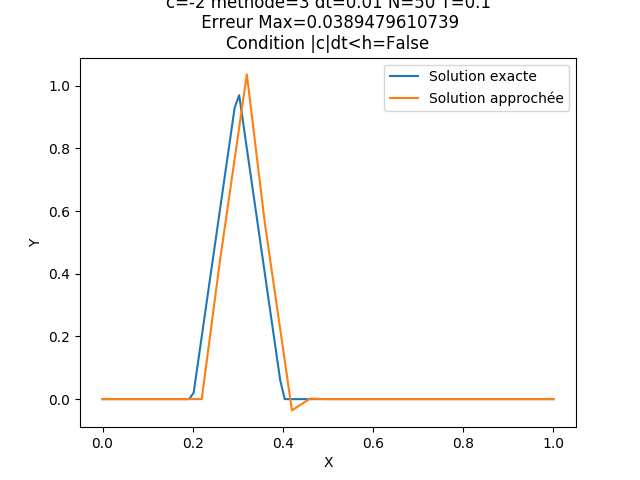 c=-2 methode=3 dt=0.01 N=50 T=0.1
Erreur Max=0.0389479610739
Condition |c|dt<h=False
Solution exacte
Solution approchée
Y
1.0
0.8
0.6
0.4
0.2
0.0
0.0 0.2 0.4 0.6 0.8 1.0
X